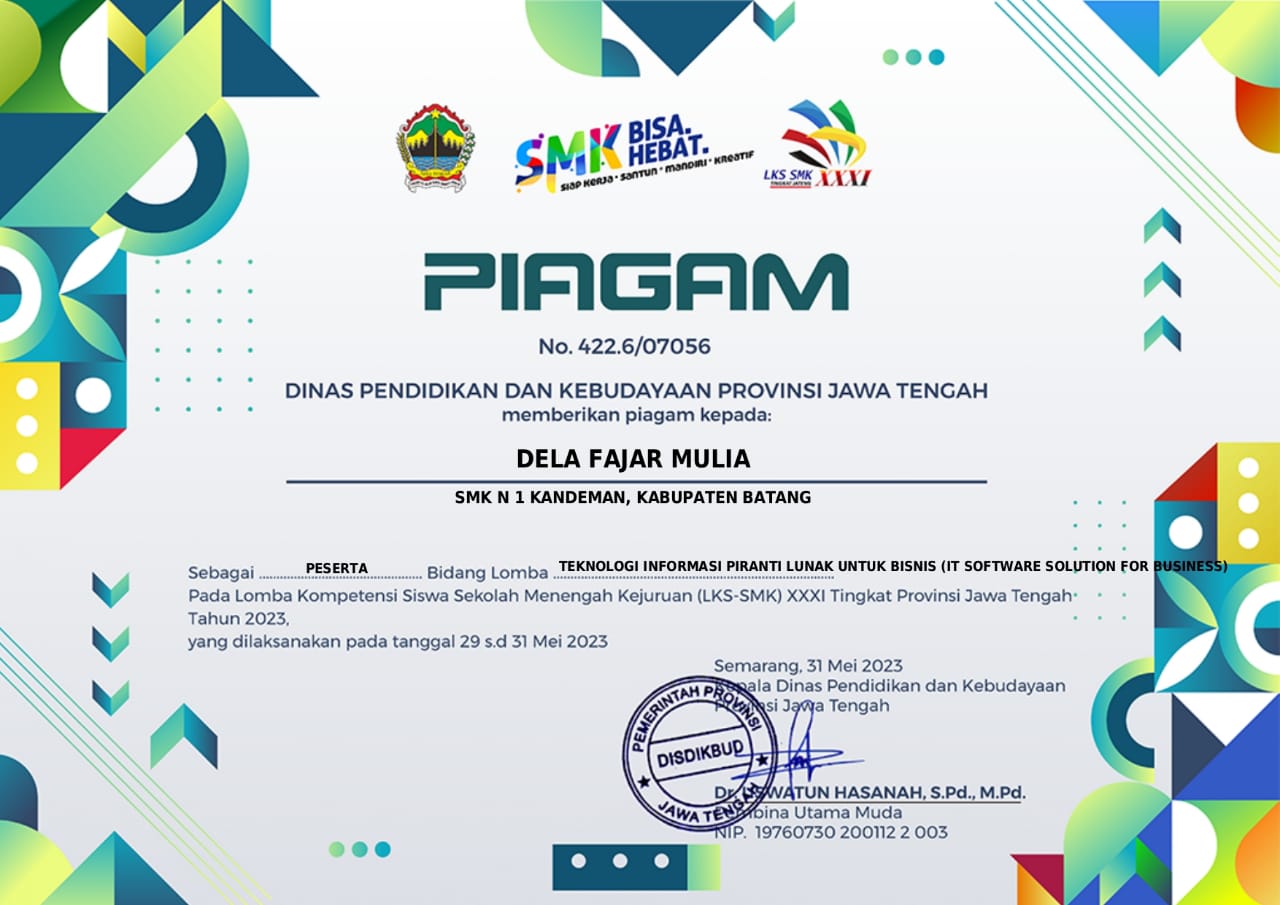 SMK BISA.
HEBAT.
SIAP KERJA • SANTUN • MANDIRI • KREATIF
LKS SMK
TINGKAT JATENG
XXXI
PIAGAM
No. 422.6/07056
DINAS PENDIDIKAN DAN KEBUDAYAAN PROVINSI JAWA TENGAH
memberikan piagam kepada:
DELA FAJAR MULIA
SMK N 1 KANDEMAN, KABUPATEN BATANG
Sebagai PESERTA Bidang Lomba TEKNOLOGI INFORMASI PIRANTI LUNAK UNTUK BISNIS (IT SOFTWARE SOLUTION FOR BUSINESS)
Pada Lomba Kompetensi Siswa Sekolah Menengah Kejuruan (LKS-SMK) XXXI Tingkat Provinsi Jawa Tengah
Tahun 2023,
yang dilaksanakan pada tanggal 29 s.d 31 Mei 2023
Semarang, 31 Mei 2023
Kepala Dinas Pendidikan dan Kebudayaan
Provinsi Jawa Tengah
PEMERINTAH PROVINSI
DISDIKBUD
JAWA TENGAH
HASANAH, S.Pd., M.Pd.
Pembina Utama Muda
NIP. 19760730 200112 2 003